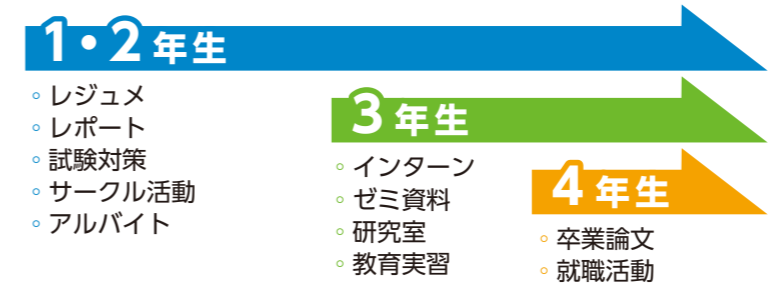 1・2年生
◦ レジュメ
◦ レポート
◦ 試験対策
◦ サークル活動
◦ アルバイト
3年生
◦ インターン
◦ ゼミ資料
◦ 研究室
◦ 教育実習
4年生
◦ 卒業論文
◦ 就職活動